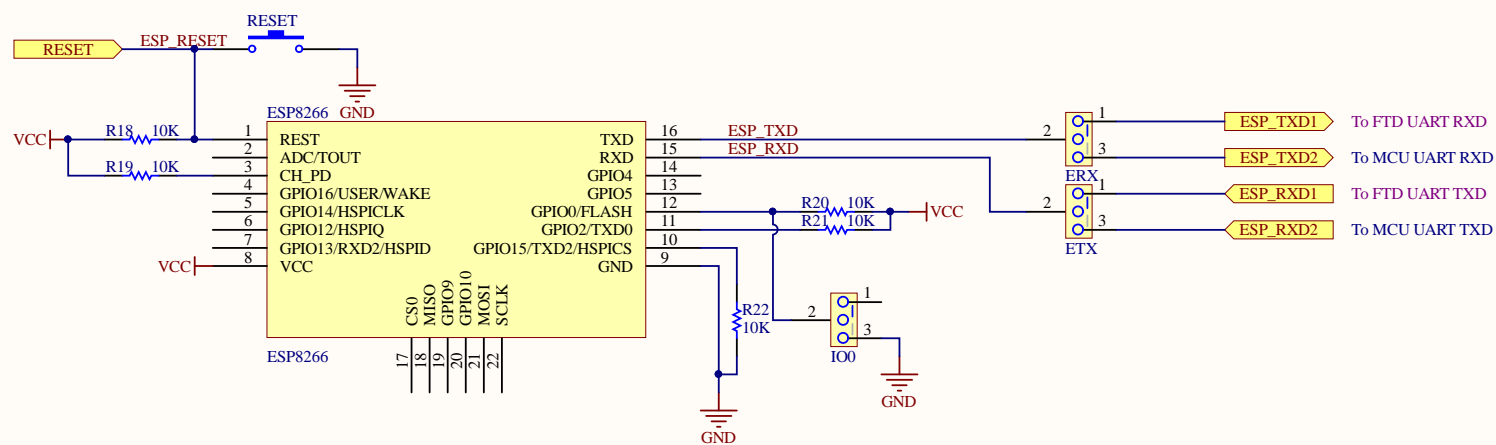 RESET
RESET
ESP_RESET
GND
ESP8266
VCC
R18 10K
R19 10K
1 REST
2 ADC/TOUT
3 CH_PD
4 GPIO16/USER/WAKE
5 GPIO14/HSPICLK
6 GPIO12/HSPIQ
7 GPIO13/RXD2/HSPID
VCC 8 VCC
TXD 16 ESP_TXD
RXD 15 ESP_RXD
GPIO4 14
GPIO5 13
GPIO0/FLASH 12
GPIO2/TXD0 11
GPIO15/TXD2/HSPICS 10
GND 9
CS0
MISO
GPIO9
GPIO10
MOSI
SCLK
17
18
19
20
21
22
ESP8266
R20 10K
R21 10K
VCC
R22
10K
GND
1
2
3
IO0
GND
1
2
3
ERX
1
2
3
ETX
ESP_TXD1 To FTD UART RXD
ESP_TXD2 To MCU UART RXD
ESP_RXD1 To FTD UART TXD
ESP_RXD2 To MCU UART TXD